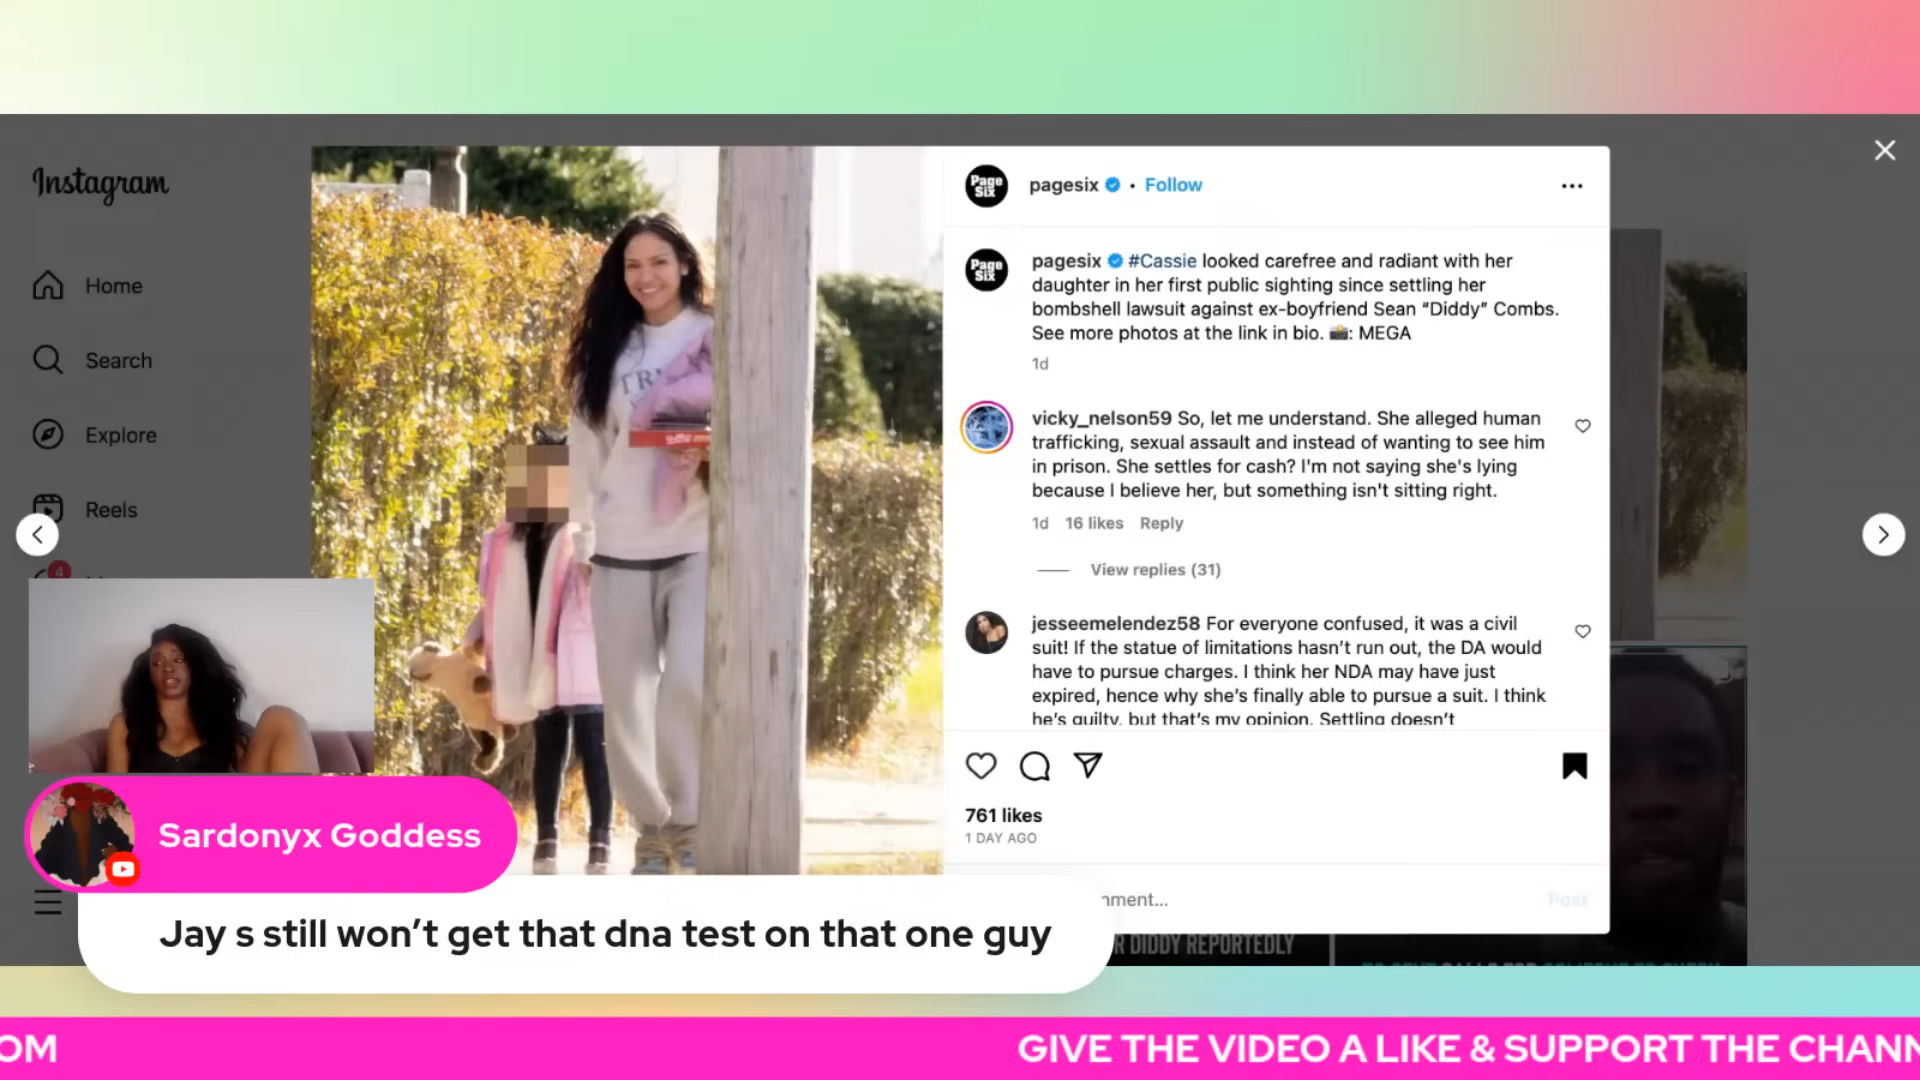 Instagram
Home
Search
Explore
Reels
4
Page
Six
pagesix • Follow
Page
Six
pagesix #Cassie looked carefree and radiant with her
daughter in her first public sighting since settling her
bombshell lawsuit against ex-boyfriend Sean “Diddy” Combs.
See more photos at the link in bio. 📸: MEGA
1d
vicky_nelson59 So, let me understand. She alleged human
trafficking, sexual assault and instead of wanting to see him
in prison. She settles for cash? I'm not saying she's lying
because I believe her, but something isn't sitting right.
1d 16 likes Reply
View replies (31)
jesseemelendez58 For everyone confused, it was a civil
suit! If the statue of limitations hasn’t run out, the DA would
have to pursue charges. I think her NDA may have just
expired, hence why she’s finally able to pursue a suit. I think
he’s guilty, but that’s my opinion. Settling doesn’t
761 likes
1 DAY AGO
mment...
Post
R DIDDY REPORTEDLY
Sardonyx Goddess
Jay s still won’t get that dna test on that one guy
OM
GIVE THE VIDEO A LIKE & SUPPORT THE CHANN